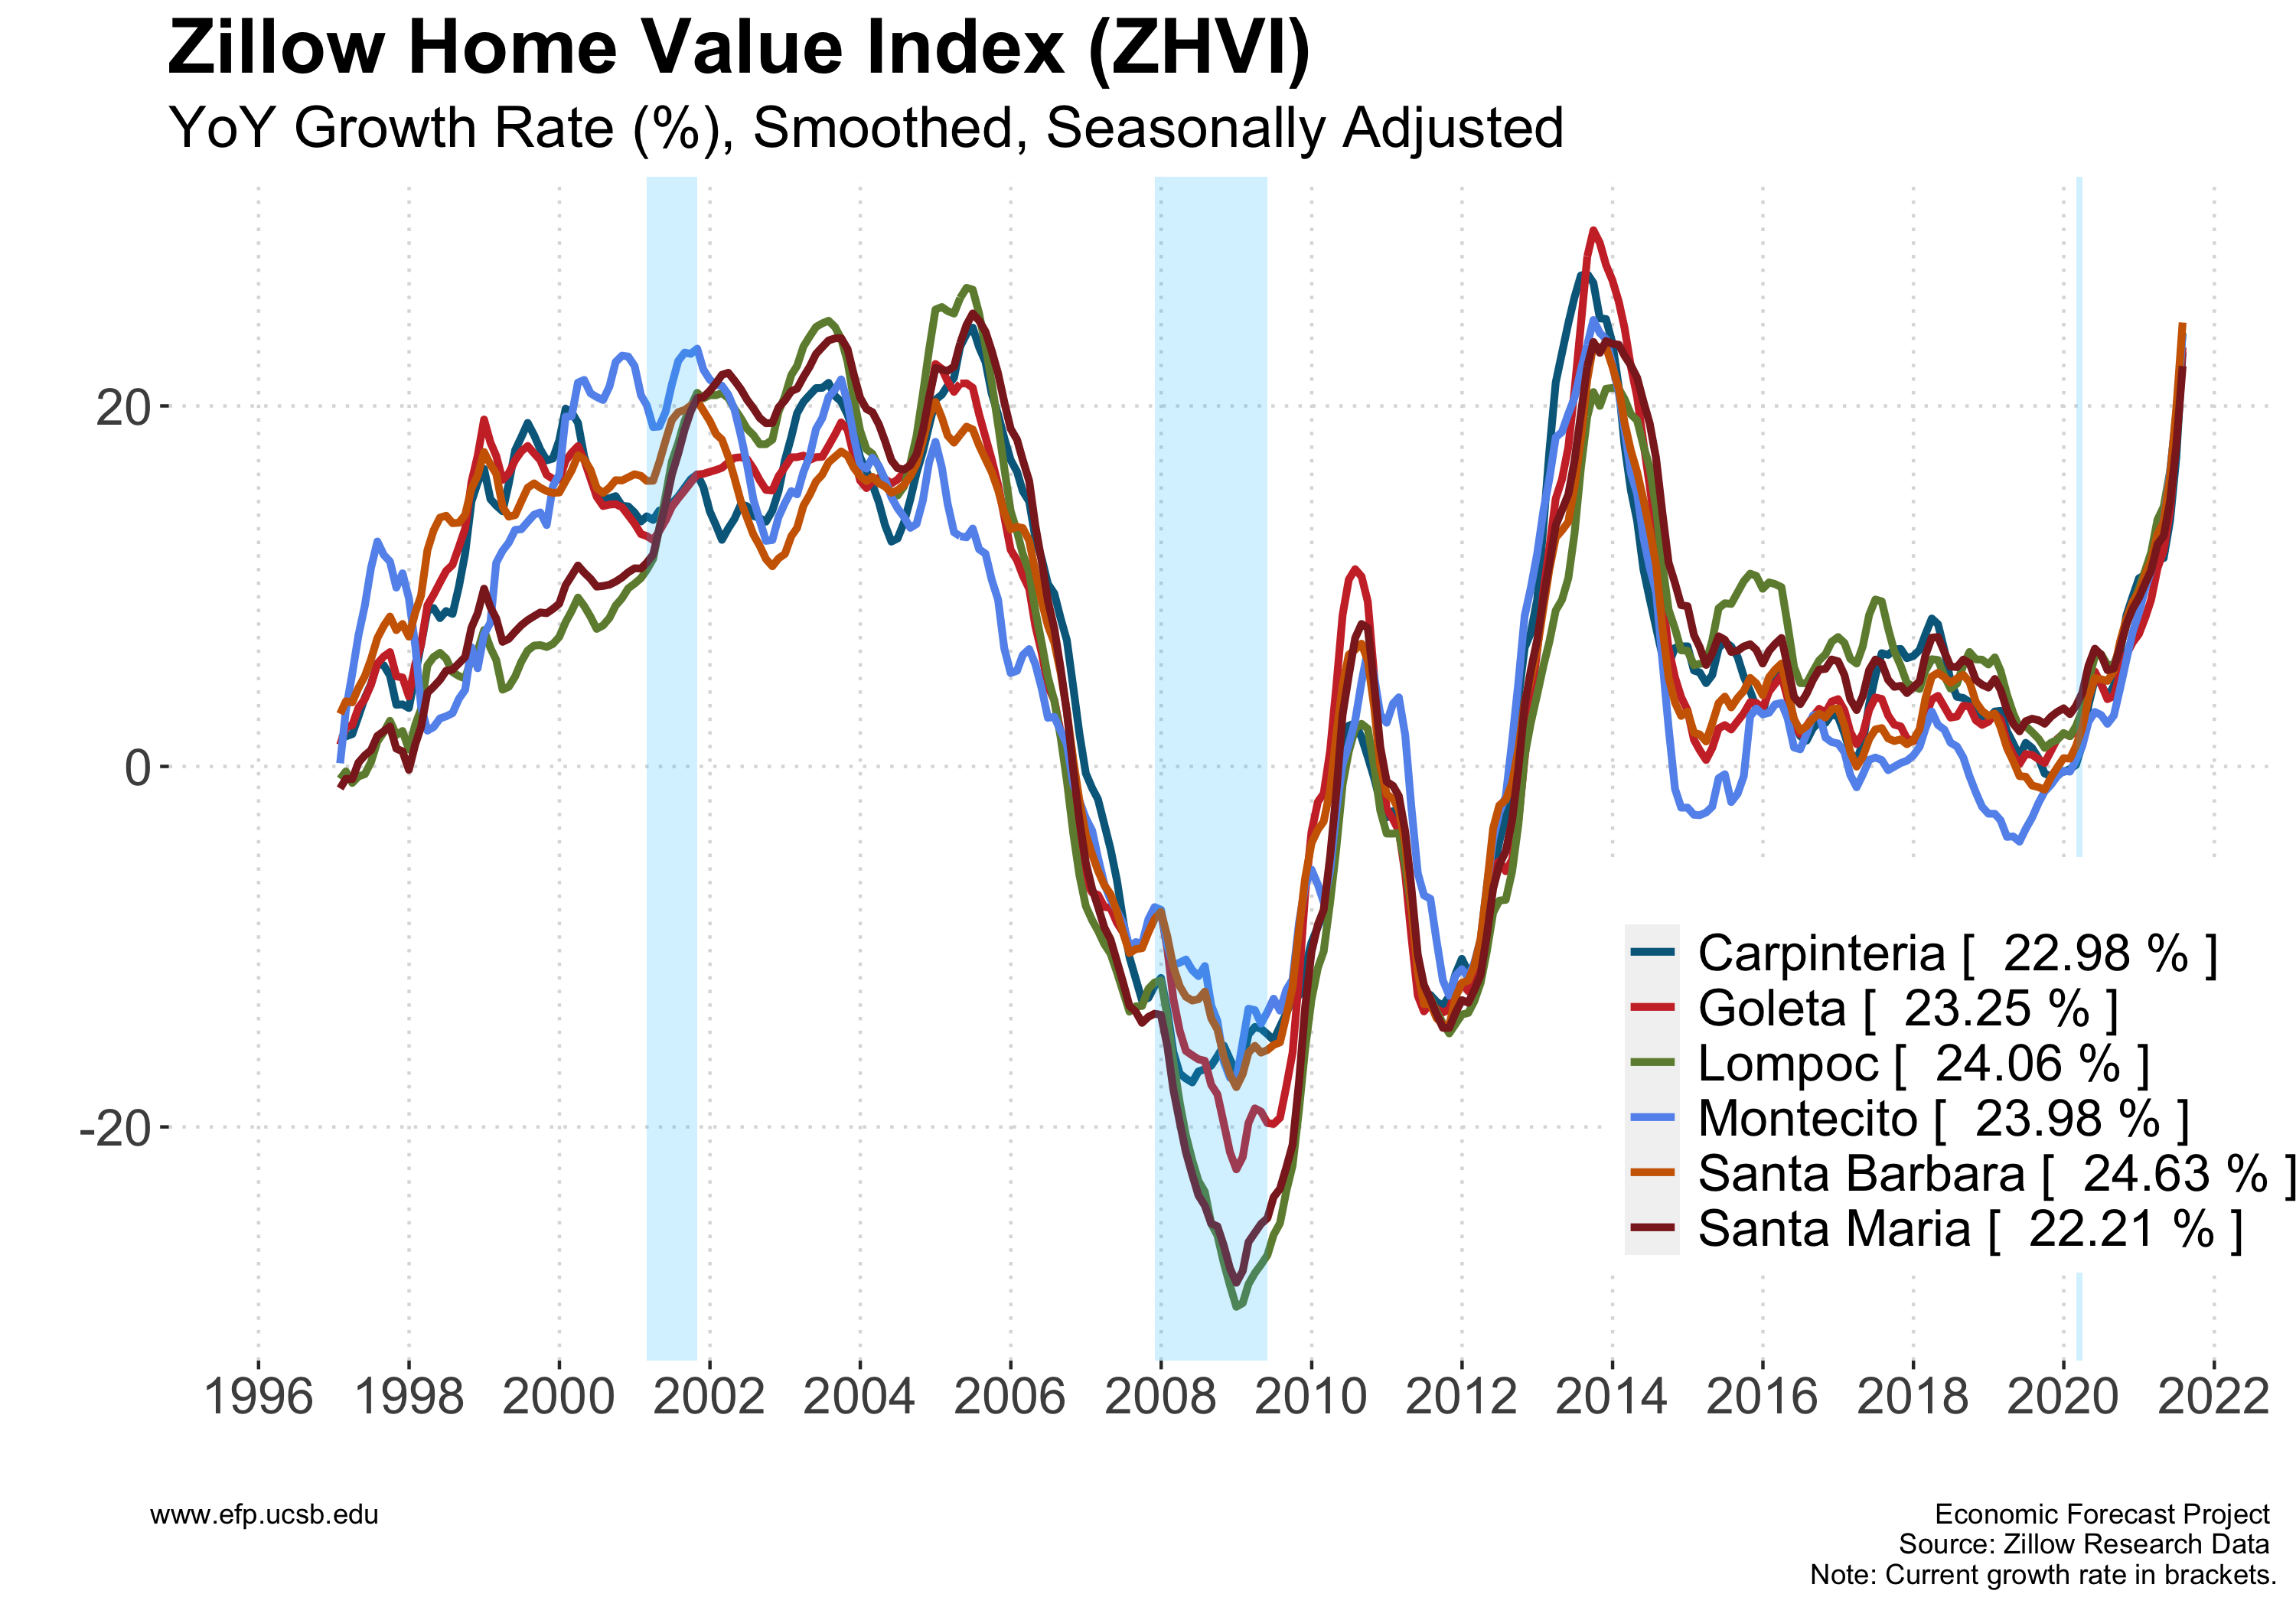 Zillow Home Value Index (ZHVI)
YoY Growth Rate (%), Smoothed, Seasonally Adjusted
20
0
-20
Carpinteria [ 22.98 % ]
Goleta [ 23.25 % ]
Lompoc [ 24.06 % ]
Montecito [ 23.98 % ]
Santa Barbara [ 24.63 % ]
Santa Maria [ 22.21 % ]
1996 1998 2000 2002 2004 2006 2008 2010 2012 2014 2016 2018 2020 2022
www.efp.ucsb.edu
Economic Forecast Project
Source: Zillow Research Data
Note: Current growth rate in brackets.